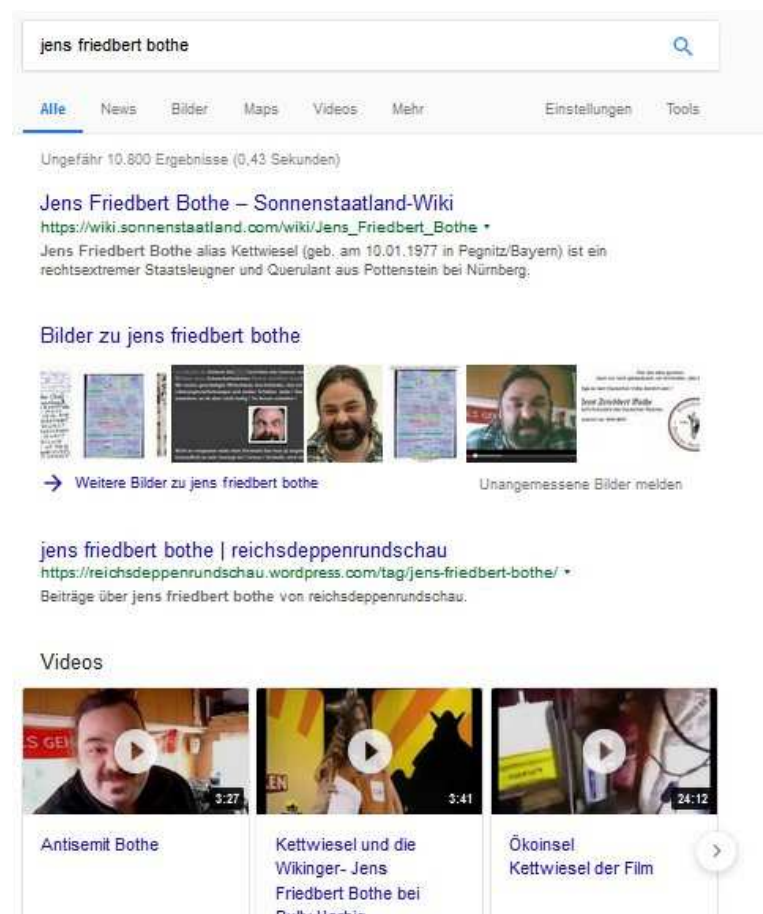 jens friedbert bothe
Alle News Bilder Maps Videos Mehr Einstellungen Tools
Ungefähr 10.800 Ergebnisse (0,43 Sekunden)
Jens Friedbert Bothe – Sonnenstaatland-Wiki
https://wiki.sonnenstaatland.com/wiki/Jens_Friedbert_Bothe
Jens Friedbert Bothe alias Kettwiesel (geb. am 10.01.1977 in Pegnitz/Bayern) ist ein
rechtsextremer Staatsleugner und Querulant aus Pottenstein bei Nürnberg.
Bilder zu jens friedbert bothe
→ Weitere Bilder zu jens friedbert bothe Unangemessene Bilder melden
jens friedbert bothe | reichsdeppenrundschau
https://reichsdeppenrundschau.wordpress.com/tag/jens-friedbert-bothe/
Beiträge über jens friedbert bothe von reichsdeppenrundschau.
Videos
S GE
3:27 3:41 24:12
Antisemit Bothe
Kettwiesel und die
Wikinger- Jens
Friedbert Bothe bei
Ökoinsel
Kettwiesel der Film